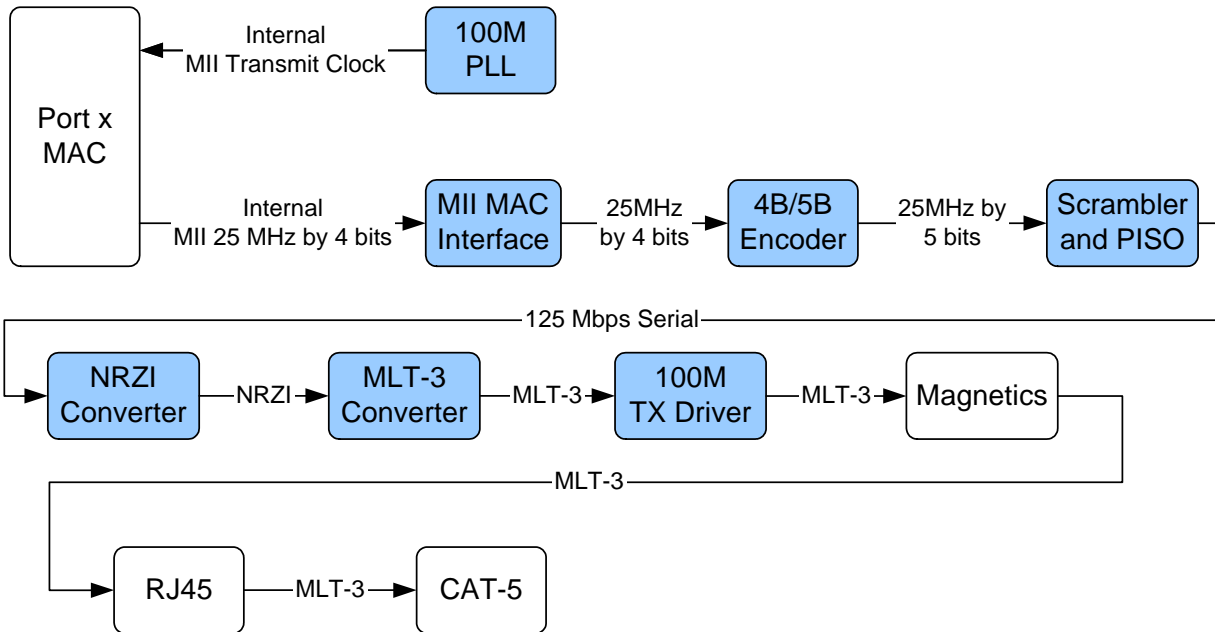 Internal
MII Transmit Clock
100M
PLL
Port x
MAC
Internal
MII 25 MHz by 4 bits
MII MAC
Interface
25MHz
by 4 bits
4B/5B
Encoder
25MHz by
5 bits
Scrambler
and PISO
125 Mbps Serial
NRZI
Converter
NRZI
MLT-3
Converter
MLT-3
100M
TX Driver
MLT-3
Magnetics
MLT-3
RJ45
MLT-3
CAT-5